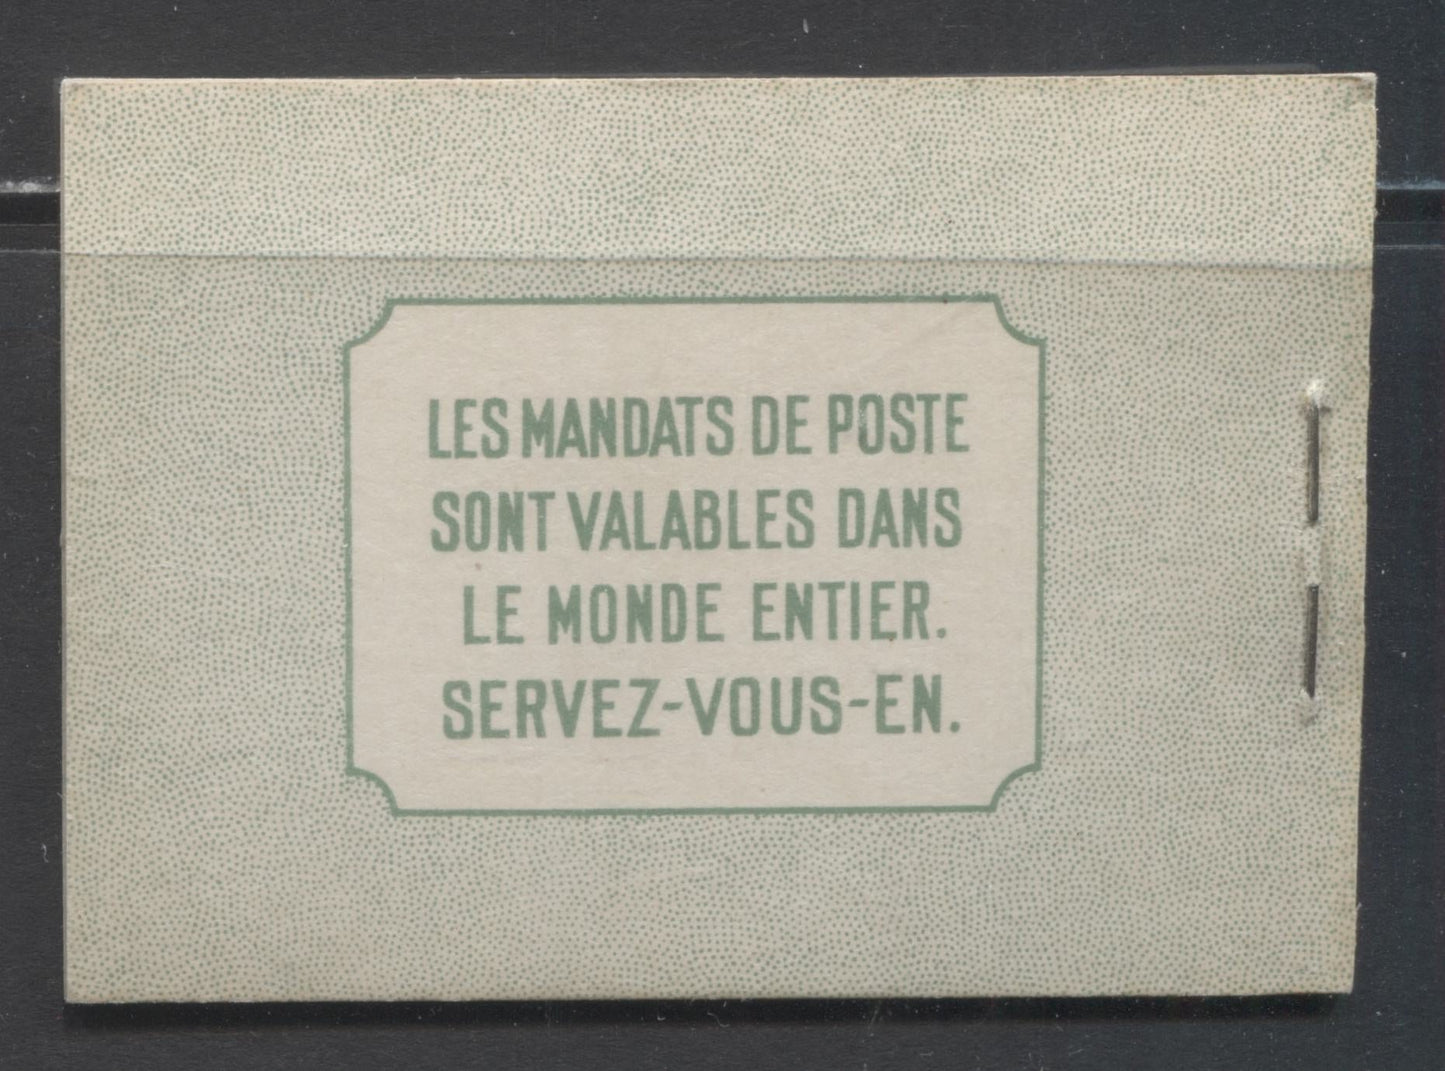 LES MANDATS DE POSTE
SONT VALABLES DANS
LE MONDE ENTIER.
SERVEZ-VOUS-EN.